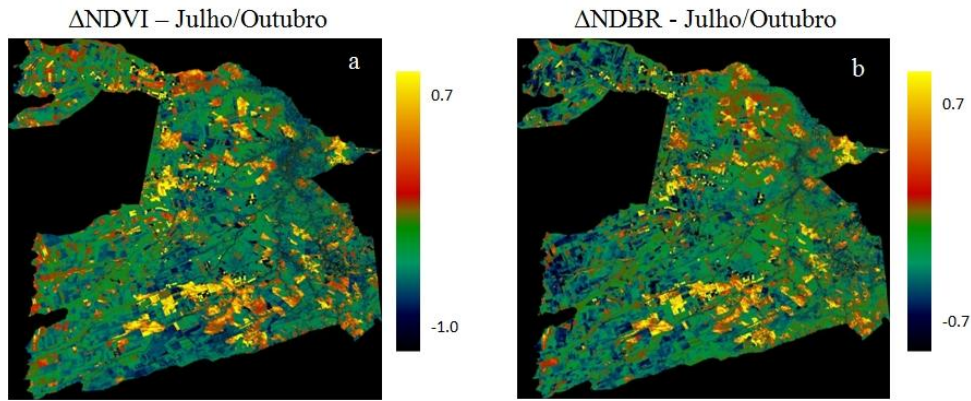 ΔNDVI – Julho/Outubro
a
0.7
-1.0
ΔNDBR - Julho/Outubro
b
0.7
-0.7